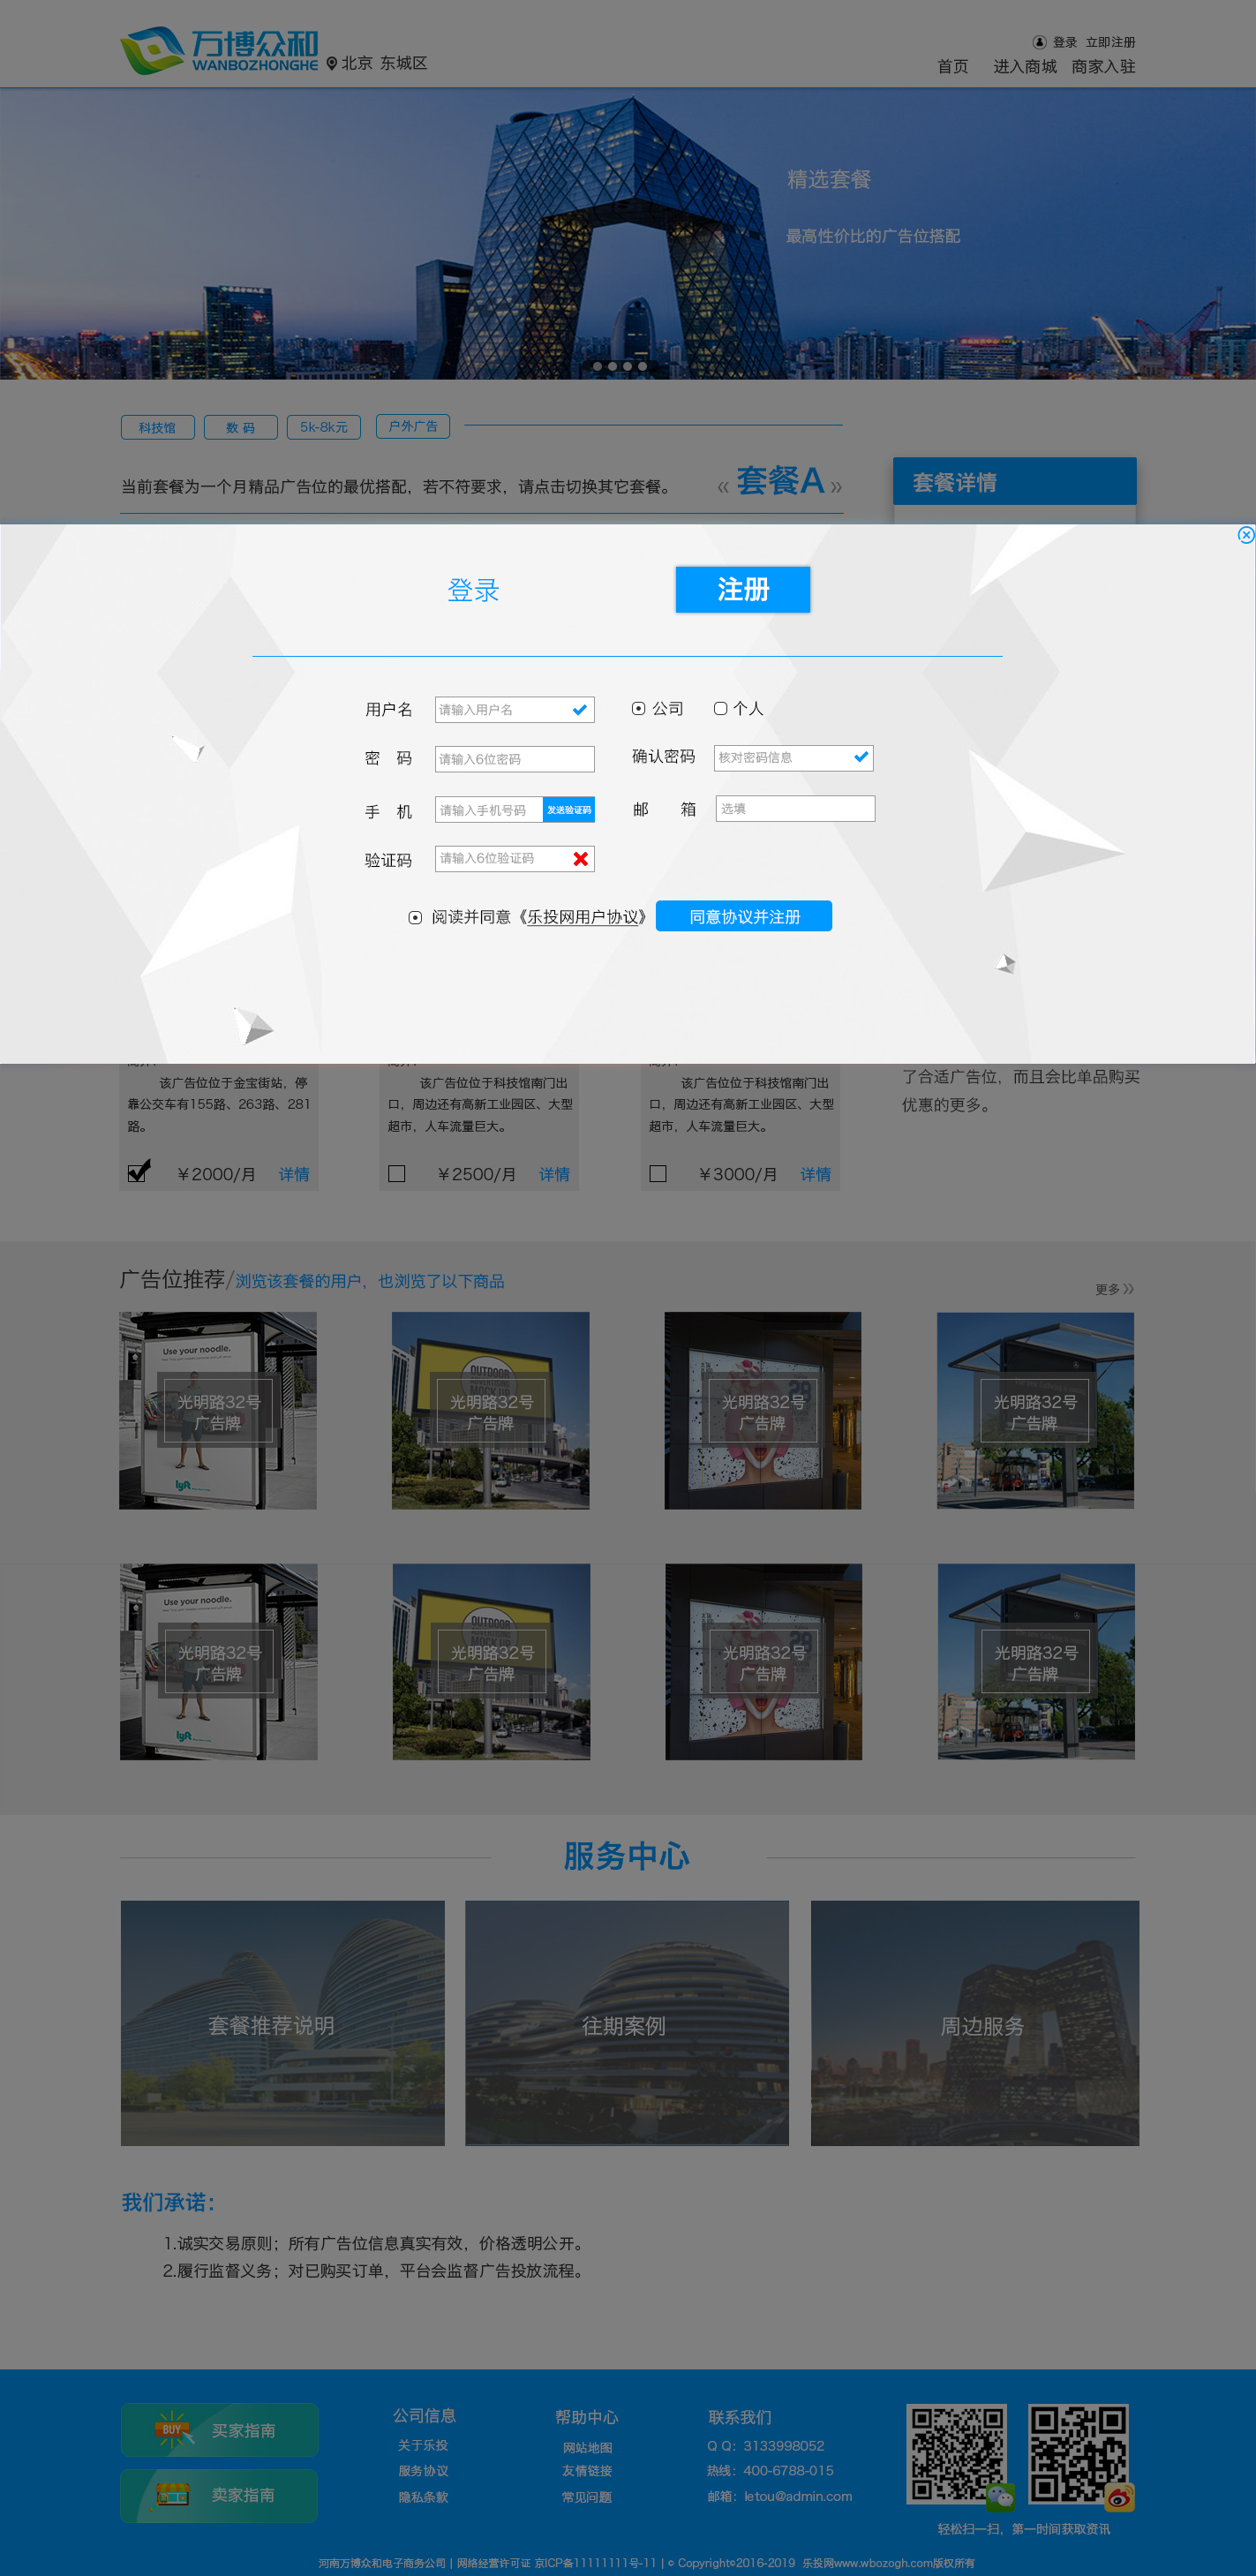 万博众和
WANBOZHONGHE
北京 东城区
登录 立即注册
首页 进入商城 商家入驻
精选套餐
最高性价比的广告位搭配
科技馆 数 码 5k-8k元 户外广告
当前套餐为一个月精品广告位的最优搭配，若不符要求，请点击切换其它套餐。
« 套餐A »
套餐详情
登录 注册
用户名 请输入用户名 公司 个人
密 码 请输入6位密码 确认密码 核对密码信息
手 机 请输入手机号码 发送验证码 邮 箱 选填
验证码 请输入6位验证码
阅读并同意《乐投网用户协议》 同意协议并注册
该广告位位于金宝街站，停
靠公交车有155路、263路、281
路。
￥2000/月 详情
该广告位位于科技馆南门出
口，周边还有高新工业园区、大型
超市，人车流量巨大。
￥2500/月 详情
该广告位位于科技馆南门出
口，周边还有高新工业园区、大型
超市，人车流量巨大。
￥3000/月 详情
了合适广告位，而且会比单品购买
优惠的更多。
广告位推荐/浏览该套餐的用户，也浏览了以下商品
更多
Use your noodle.
光明路32号
广告牌
lyft
OUTDOOR
光明路32号
广告牌
28
光明路32号
广告牌
光明路32号
广告牌
Use your noodle.
光明路32号
广告牌
lyft
OUTDOOR
光明路32号
广告牌
28
光明路32号
广告牌
光明路32号
广告牌
服务中心
套餐推荐说明
往期案例
周边服务
我们承诺：
1.诚实交易原则；所有广告位信息真实有效，价格透明公开。
2.履行监督义务；对已购买订单，平台会监督广告投放流程。
BUY 买家指南
卖家指南
公司信息
关于乐投
服务协议
隐私条款
帮助中心
网站地图
友情链接
常见问题
联系我们
Q Q：3133998052
热线：400-6788-015
邮箱：letou@admin.com
轻松扫一扫，第一时间获取资讯
河南万博众和电子商务公司 | 网络经营许可证 京ICP备11111111号-11 | © Copyright©2016-2019 乐投网www.wbozogh.com版权所有